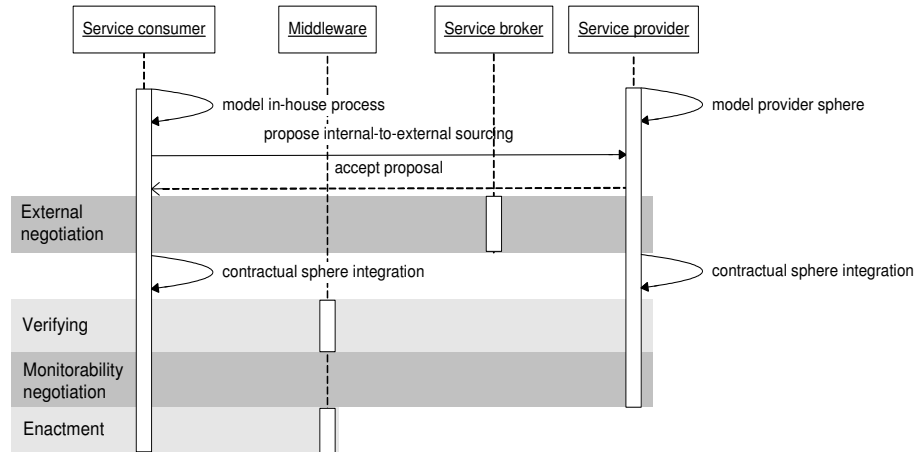 Service consumer
Middleware
Service broker
Service provider
model in-house process
model provider sphere
propose internal-to-external sourcing
accept proposal
External
negotiation
contractual sphere integration
contractual sphere integration
Verifying
Monitorability
negotiation
Enactment